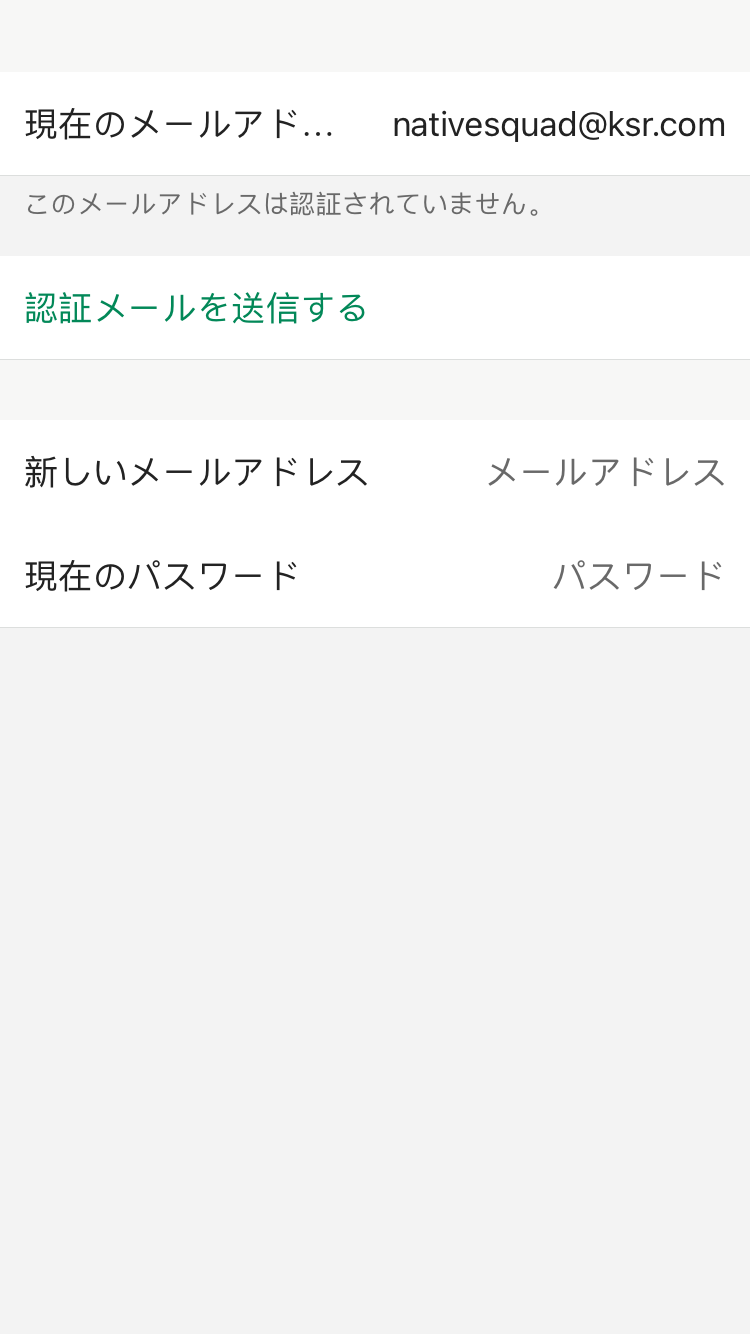 現在のメールアド… nativesquad@ksr.com
このメールアドレスは認証されていません。
認証メールを送信する
新しいメールアドレス メールアドレス
現在のパスワード パスワード